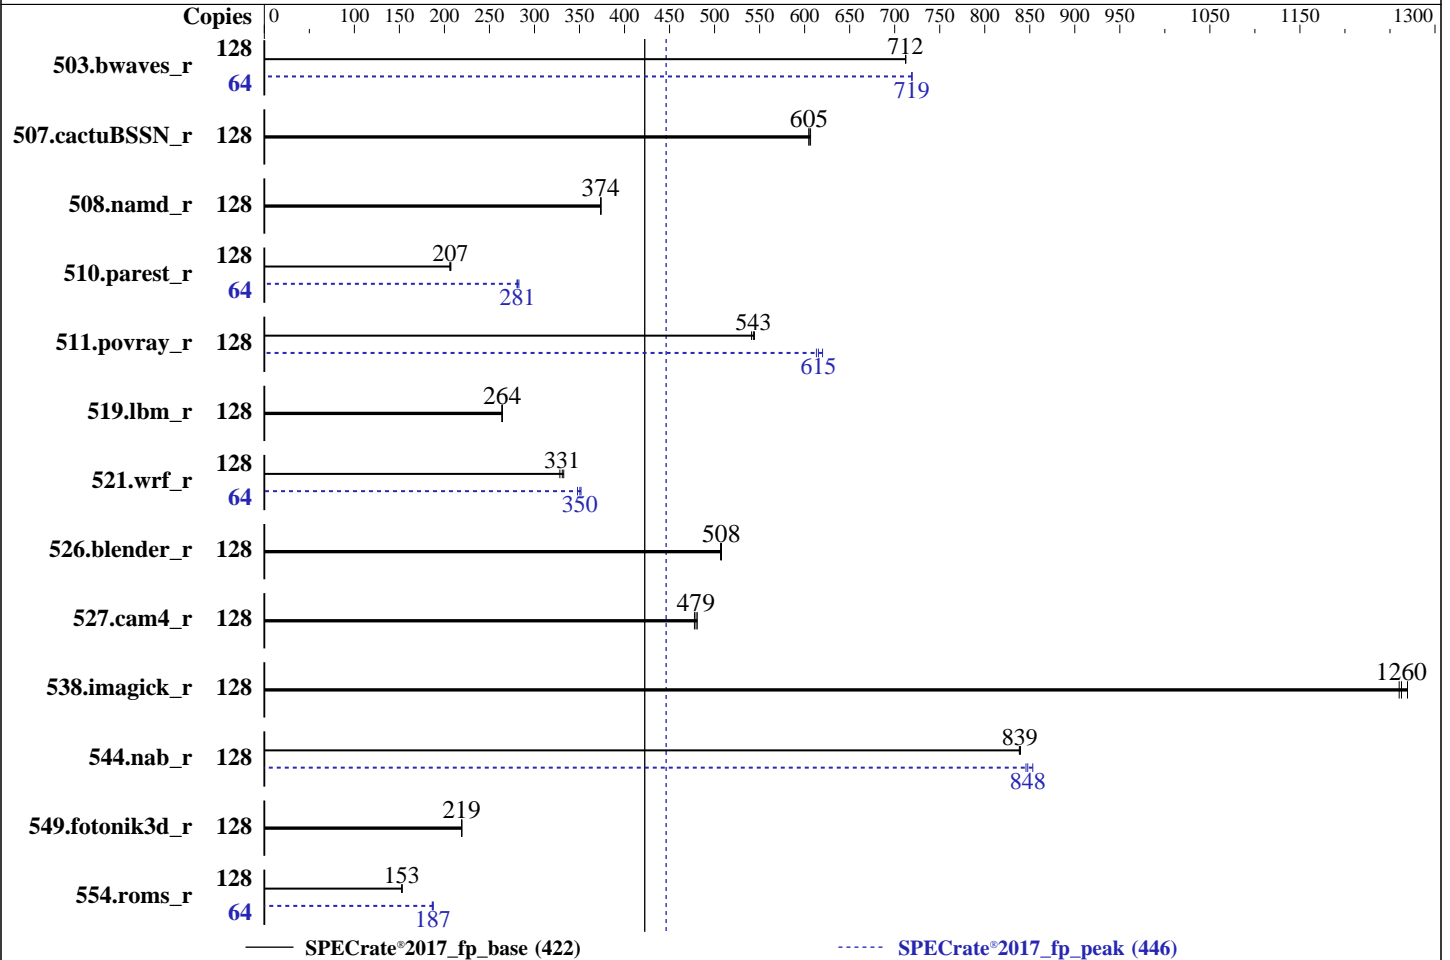 Copies 0 100 150 200 250 300 350 400 450 500 550 600 650 700 750 800 850 900 950 1050 1150 1300
503.bwaves_r 128 712
64 719
507.cactuBSSN_r 128 605
508.namd_r 128 374
510.parest_r 128 207
64 281
511.povray_r 128 543
615
519.lbm_r 128 264
521.wrf_r 128 331
64 350
526.blender_r 128 508
527.cam4_r 128 479
538.imagick_r 128 1260
544.nab_r 128 839
848
549.fotonik3d_r 128 219
554.roms_r 128 153
64 187
SPECrate®2017_fp_base (422) SPECrate®2017_fp_peak (446)